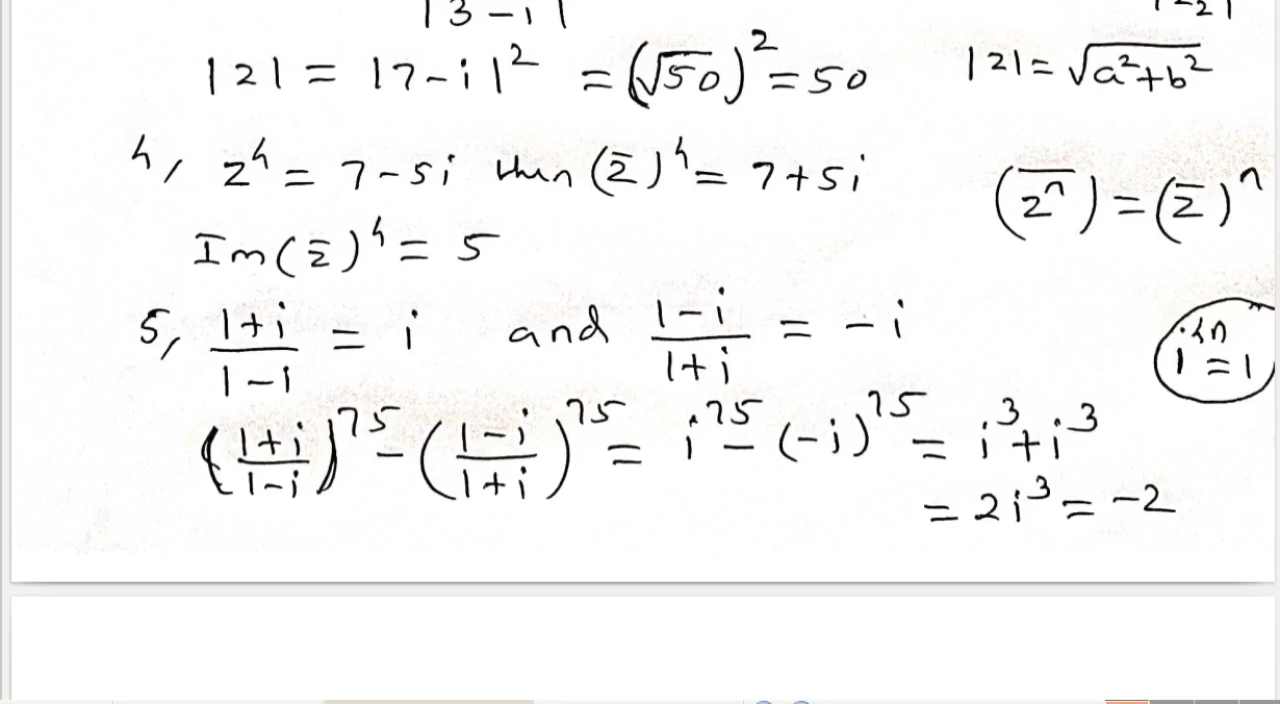 |3-i|
|z| = |7-i|² = (√50)² = 50
|z| = √a²+b²
4, z⁴ = 7-5i then (z̅)⁴ = 7+5i
(z̅ⁿ) = (z̅)ⁿ
Im(z̅)⁴ = 5
5, 1+i/1-i = i and 1-i/1+i = -i
i⁴ⁿ = 1
(1+i/1-i)⁷⁵ - (1-i/1+i)⁷⁵ = i⁷⁵ - (-i)⁷⁵ = i³+i³
= 2i³ = -2